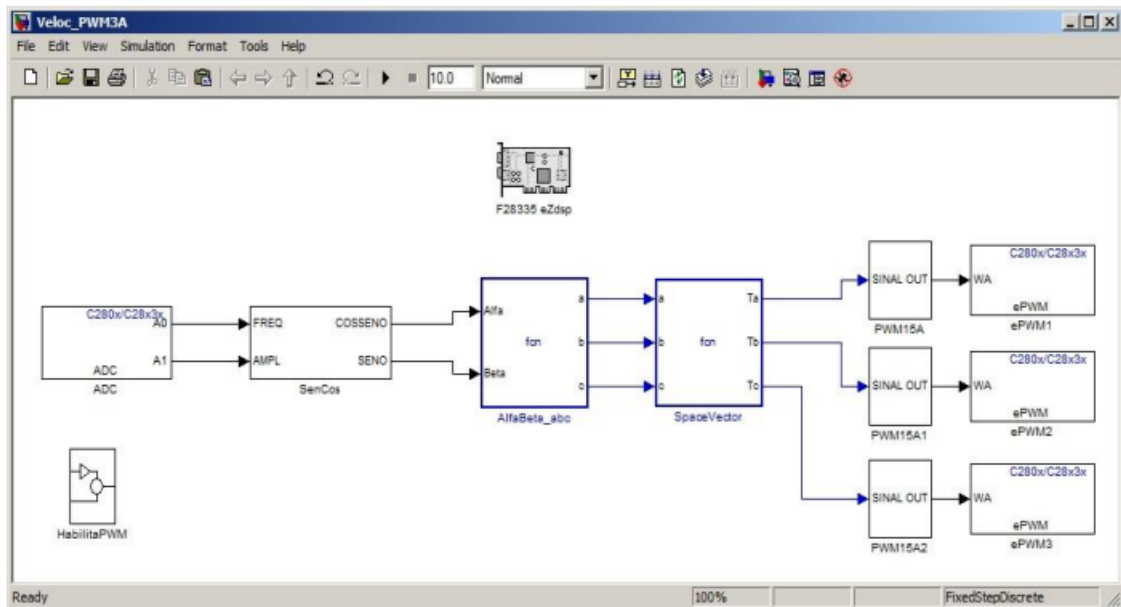 Veloc_PWM3A
File Edit View Simulation Format Tools Help
10.0 Normal
F28335 eZdsp
C280x/C28x3x
A0
A1
ADC
ADC
FREQ COSSENO
AMPL SENO
SenCos
Alfa a
fcn b
Beta c
AlfaBeta_abc
a Ta
b fcn Tb
c Tc
SpaceVector
SINAL OUT
PWM15A
C280x/C28x3x
WA
ePWM
ePWM1
SINAL OUT
PWM15A1
C280x/C28x3x
WA
ePWM
ePWM2
SINAL OUT
PWM15A2
C280x/C28x3x
WA
ePWM
ePWM3
HabilitaPWM
Ready 100% FixedStepDiscrete